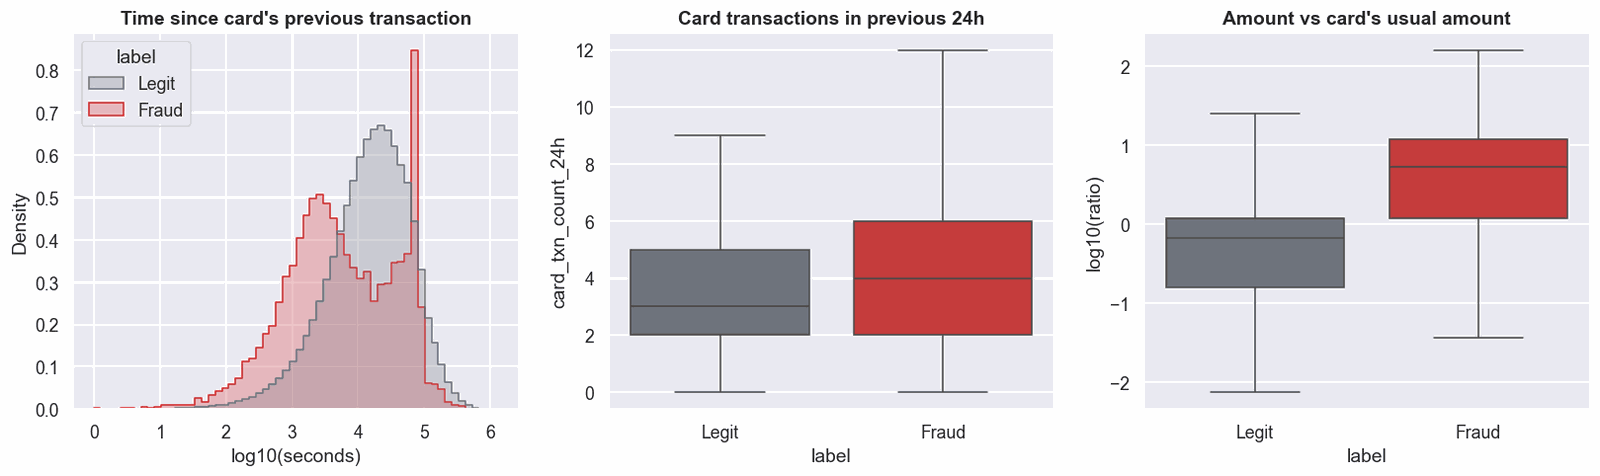 Time since card's previous transaction
label
Legit
Fraud
Density
0.8
0.7
0.6
0.5
0.4
0.3
0.2
0.1
0.0
0 1 2 3 4 5 6
log10(seconds)
Card transactions in previous 24h
card_txn_count_24h
12
10
8
6
4
2
0
Legit Fraud
label
Amount vs card's usual amount
log10(ratio)
2
1
0
−1
−2
Legit Fraud
label